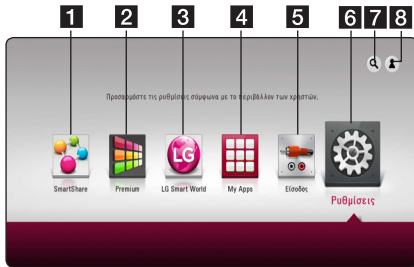 1 2 3 4 5 6 7 8
Προσαρμόστε τις ρυθμίσεις σύμφωνα με το περιβάλλον των χρηστών.
LG
SmartShare Premium LG Smart World My Apps Είσοδος
Ρυθμίσεις